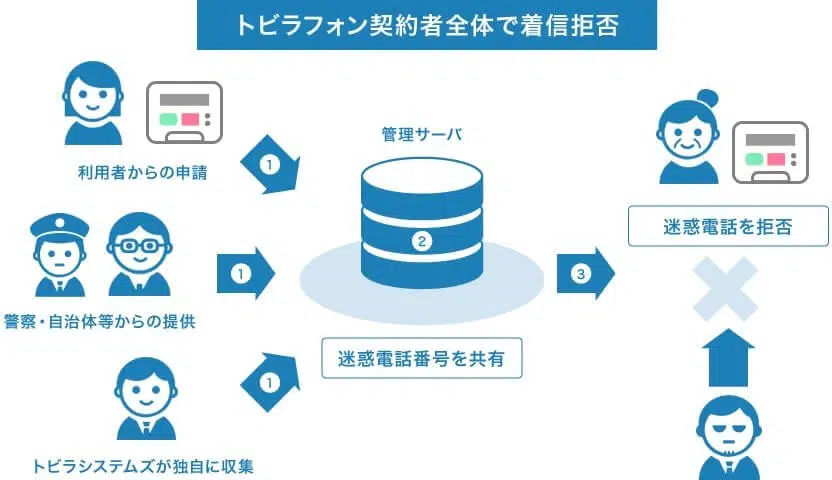 トビラフォン契約者全体で着信拒否
利用者からの申請
1
管理サーバ
迷惑電話を拒否
2
1
3
警察・自治体等からの提供
迷惑電話番号を共有
1
トビラシステムズが独自に収集